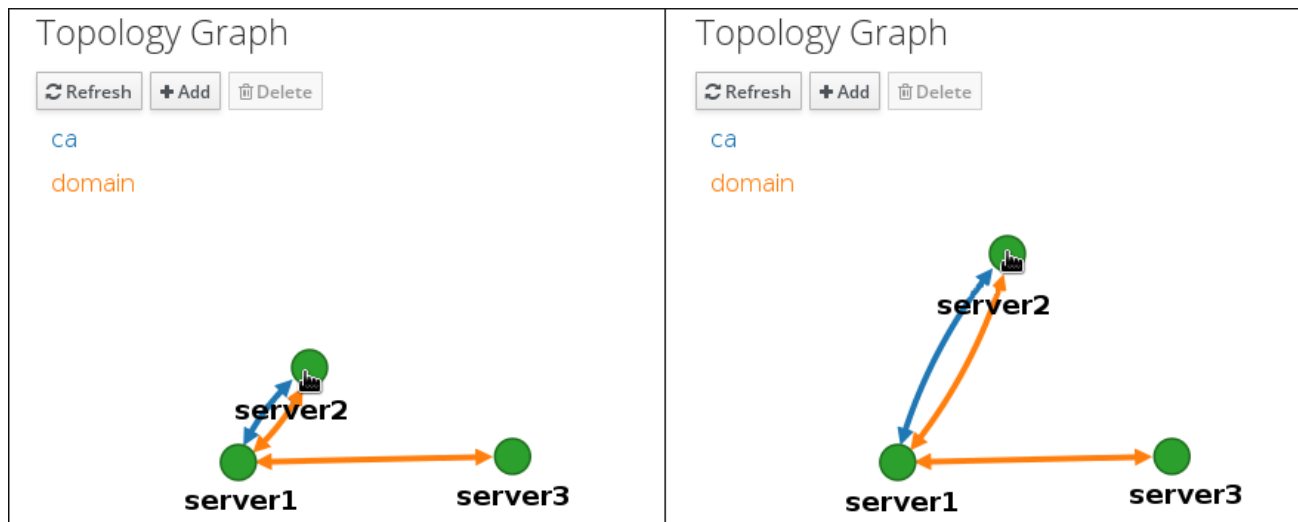 Topology Graph
Refresh Add Delete
ca
domain
server2
server1
server3
Topology Graph
Refresh Add Delete
ca
domain
server2
server1
server3